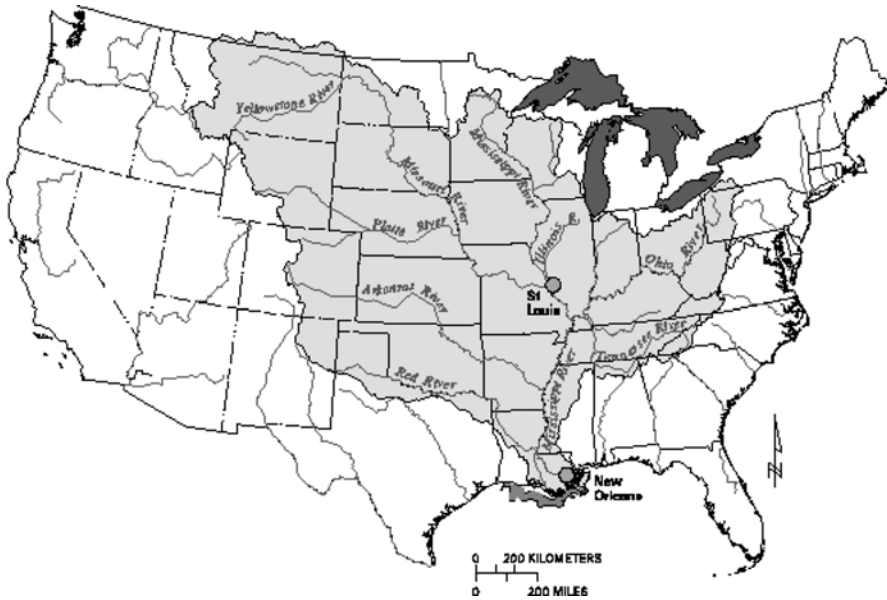 Yellowstone River
Missouri River
Mississippi River
Platte River
Illinois R.
Ohio River
St
Louis
Arkansas River
Tennessee River
Red River
Mississippi River
New
Orleans
N
0 200 KILOMETERS
0 200 MILES